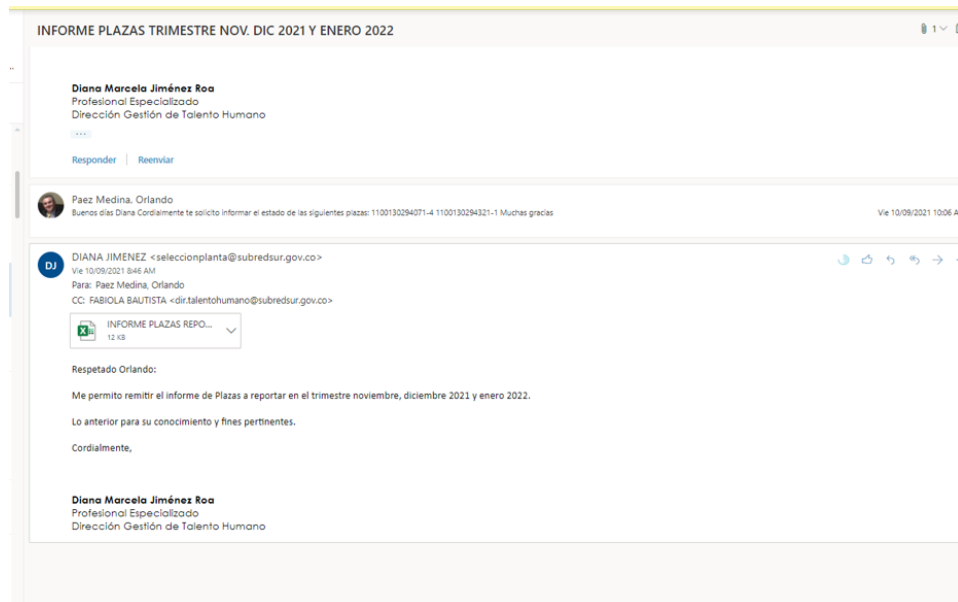 INFORME PLAZAS TRIMESTRE NOV. DIC 2021 Y ENERO 2022
1
Diana Marcela Jiménez Roa
Profesional Especializado
Dirección Gestión de Talento Humano
...
Responder | Reenviar
Paez Medina, Orlando
Buenos días Diana Cordialmente te solicito informar el estado de las siguientes plazas: 1100130294071-4 1100130294321-1 Muchas gracias
Vie 10/09/2021 10:06 A
DJ
DIANA JIMENEZ <seleccionplanta@subredsur.gov.co>
Vie 10/09/2021 8:46 AM
Para: Paez Medina, Orlando
CC: FABIOLA BAUTISTA <dir.talentohumano@subredsur.gov.co>
INFORME PLAZAS REPO...
12 KB
Respetado Orlando:
Me permito remitir el informe de Plazas a reportar en el trimestre noviembre, diciembre 2021 y enero 2022.
Lo anterior para su conocimiento y fines pertinentes.
Cordialmente,
Diana Marcela Jiménez Roa
Profesional Especializado
Dirección Gestión de Talento Humano